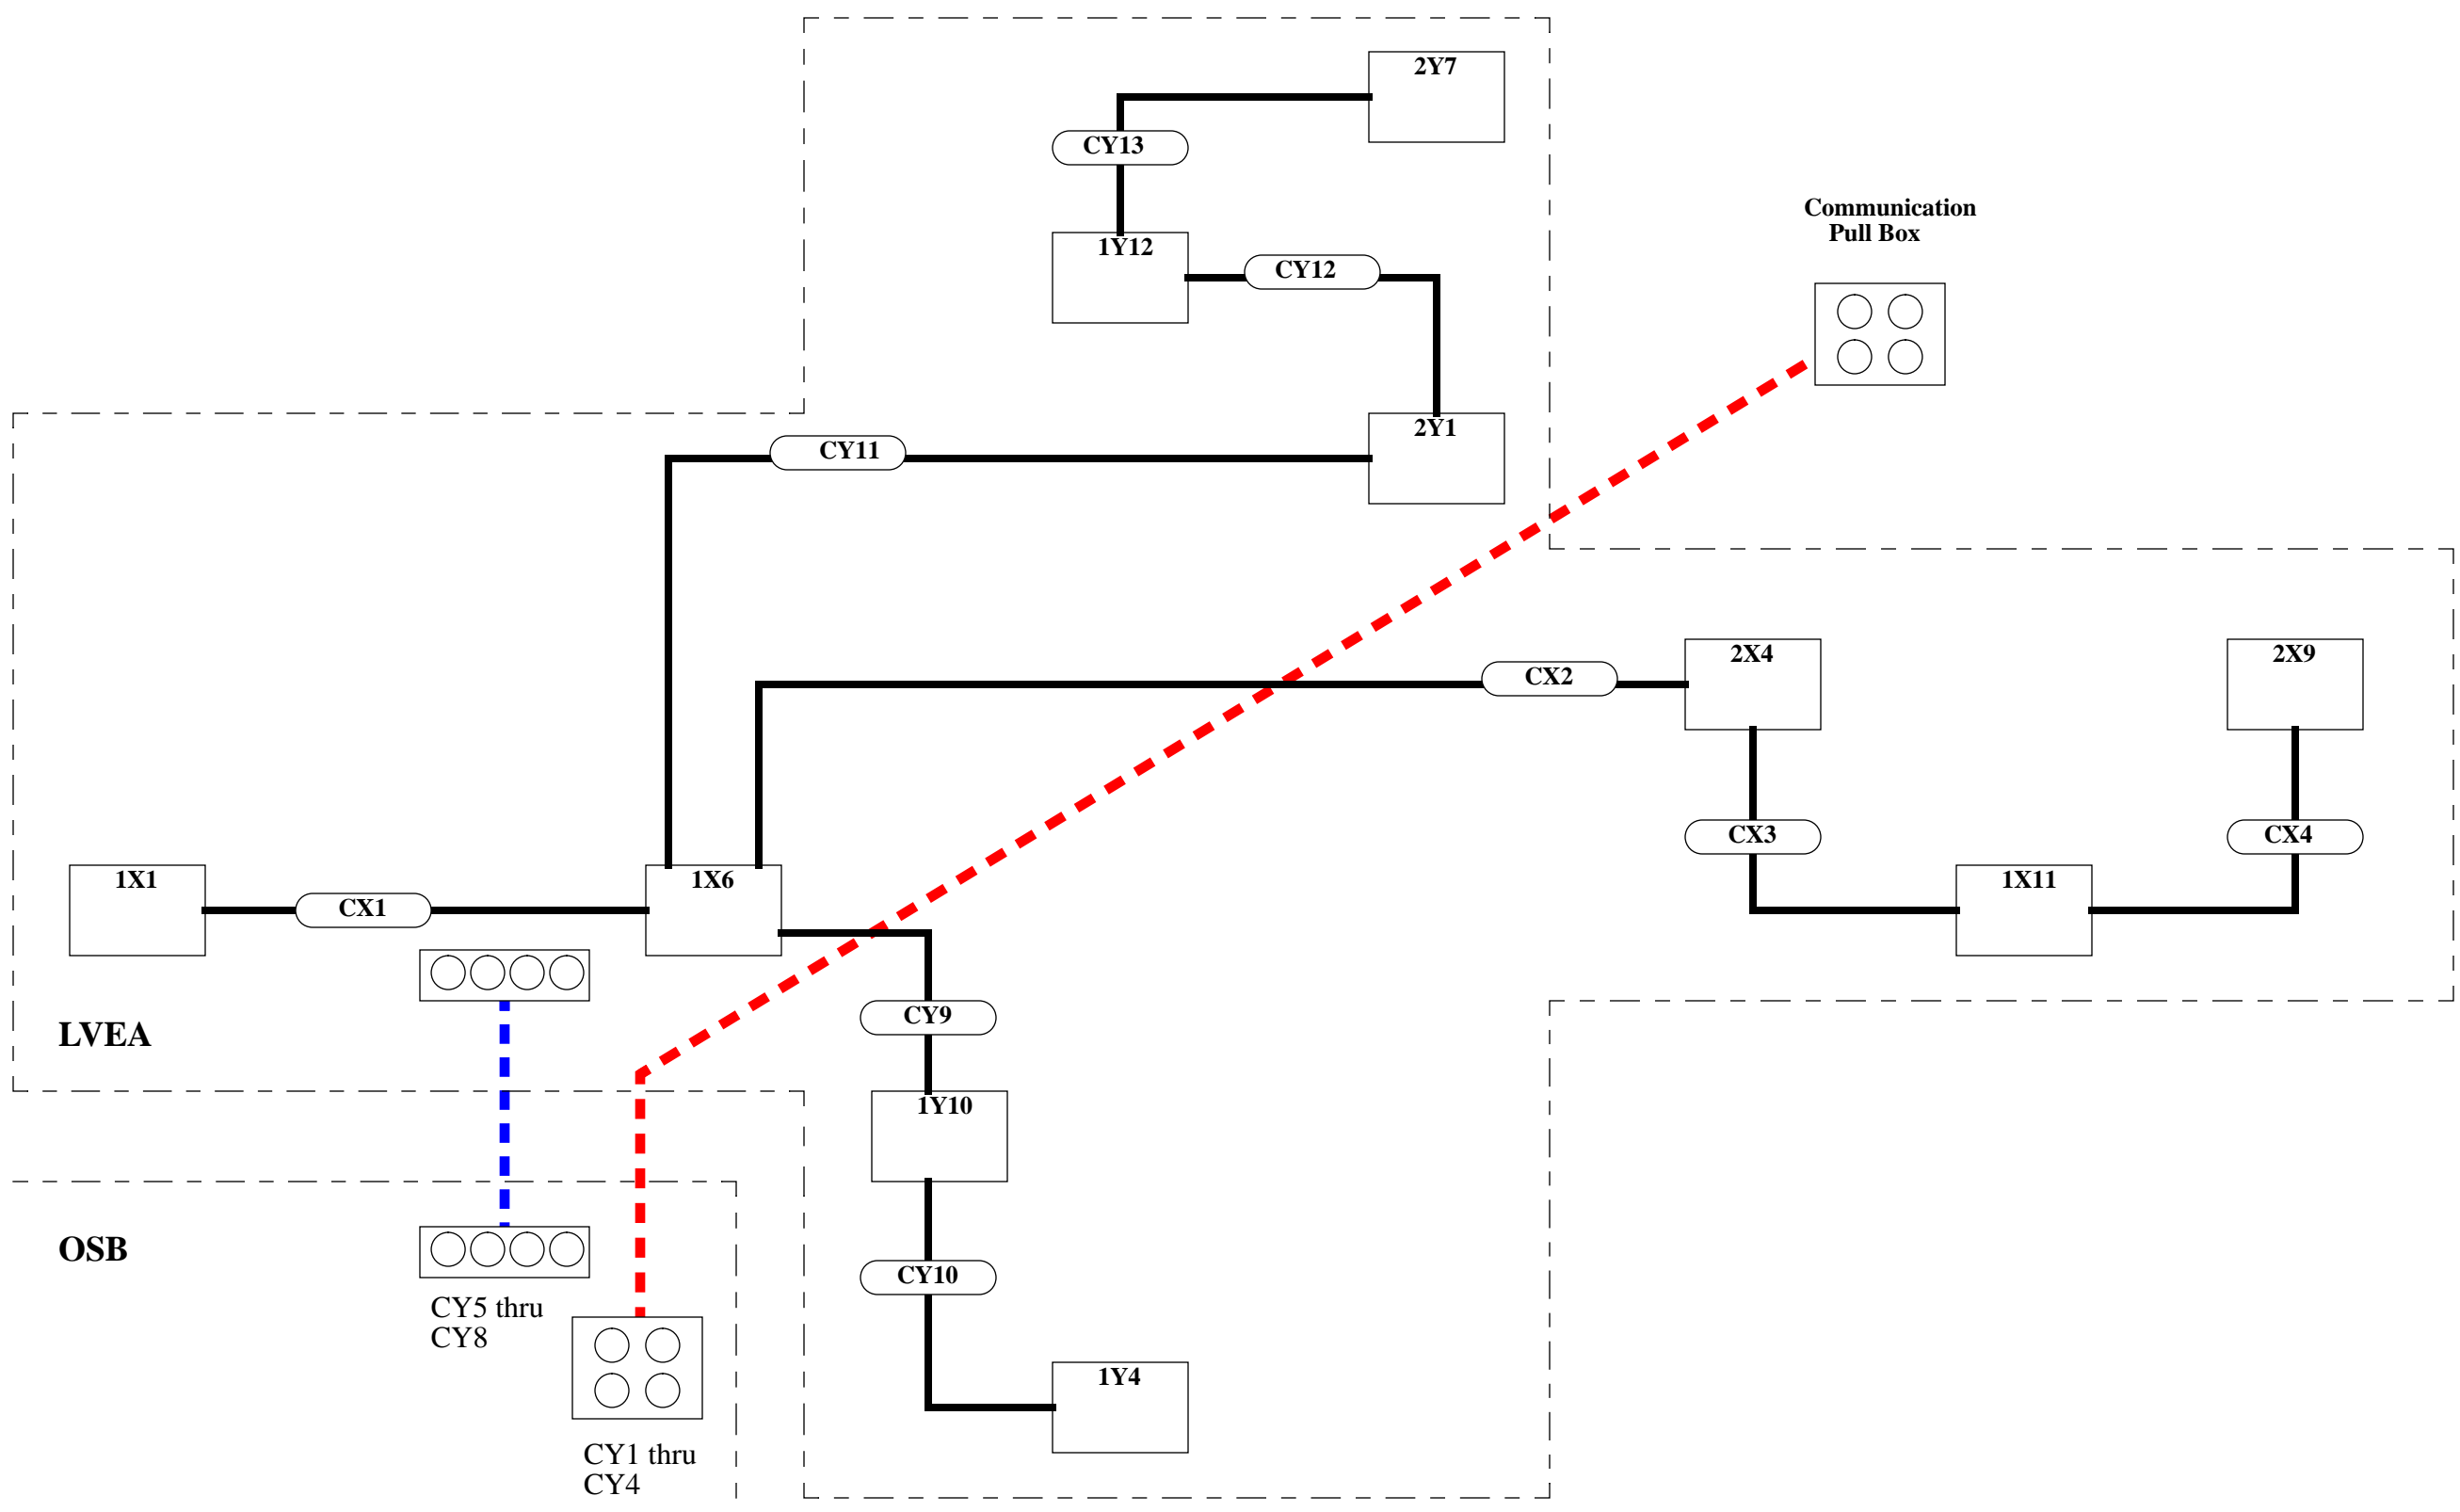 2Y7
CY13
Communication
Pull Box
1Y12
CY12
2Y1
CY11
2X4
2X9
CX2
CX3
CX4
1X1
1X6
1X11
CX1
CY9
LVEA
1Y10
OSB
CY10
CY5 thru
CY8
1Y4
CY1 thru
CY4